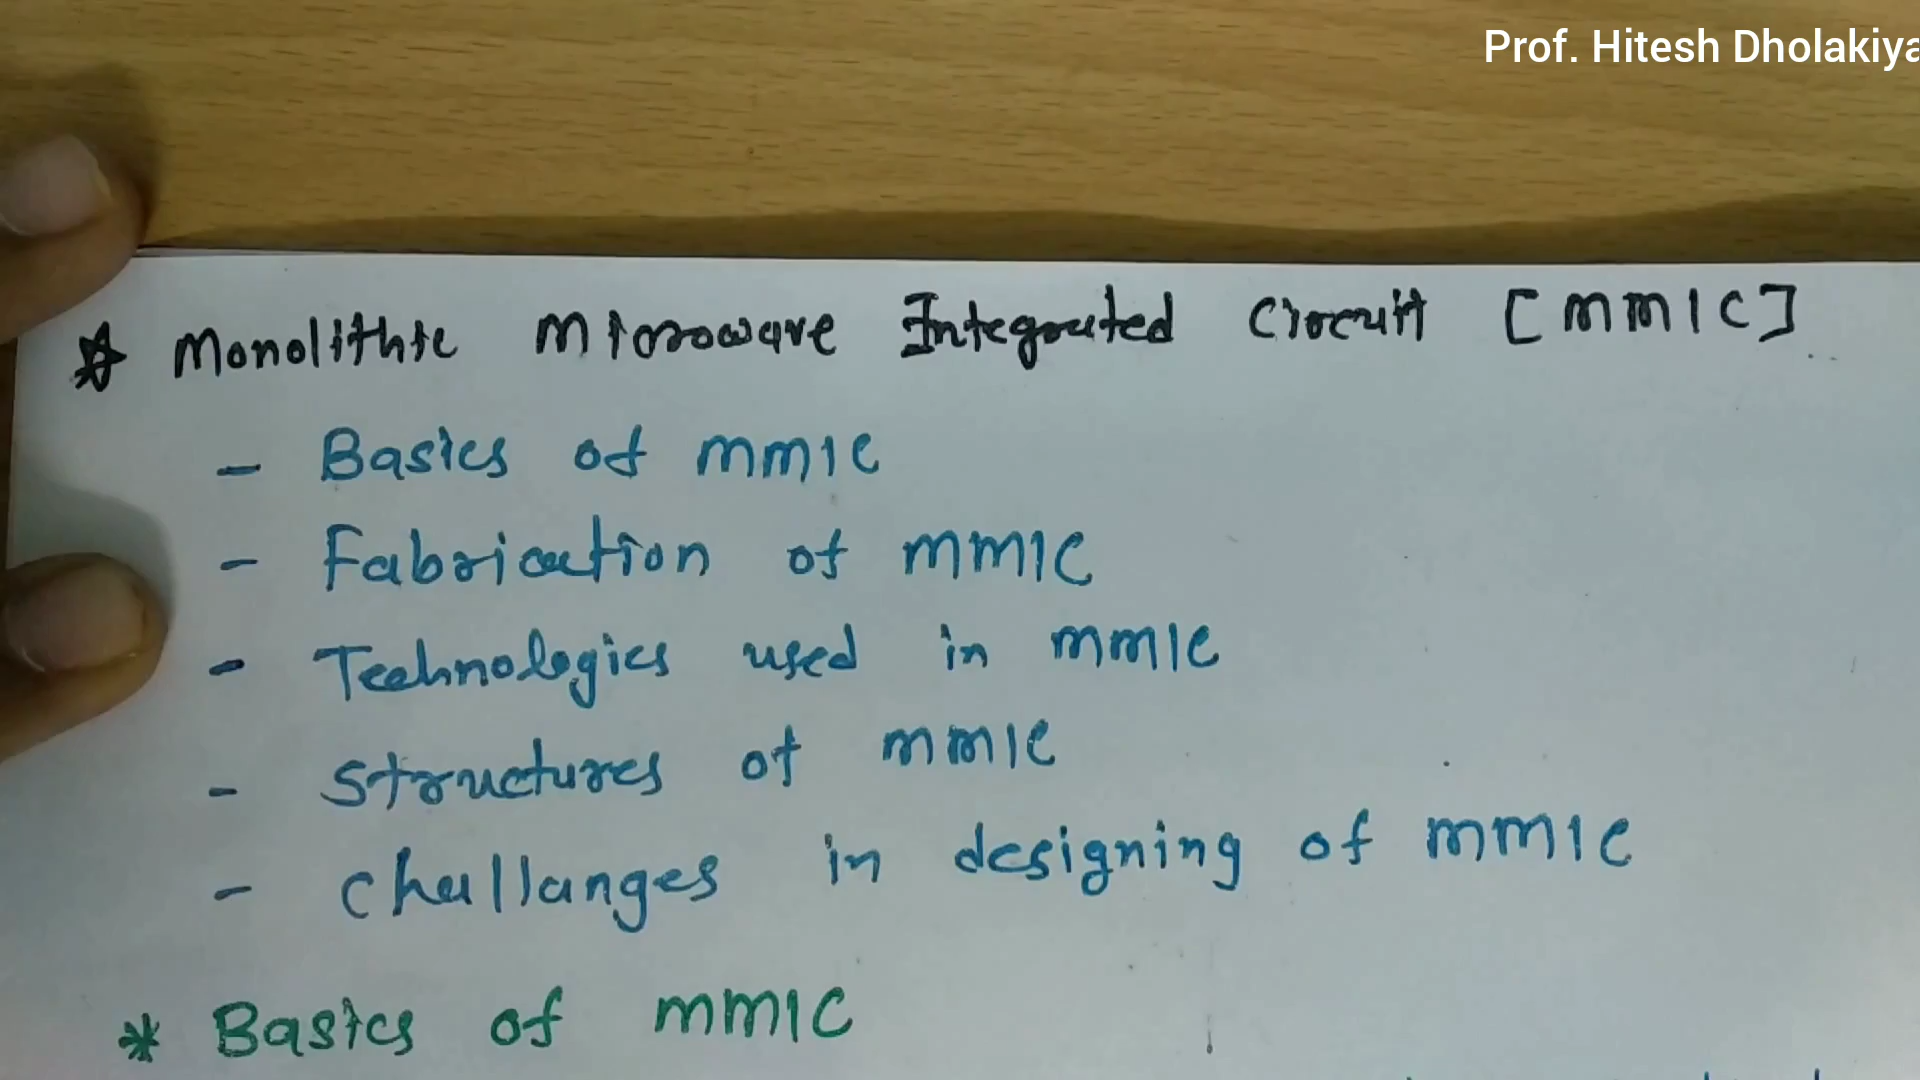 Prof. Hitesh Dholakiya
☆ Monolithic Microwave Integrated Circuit [MMIC]
- Basics of MMIC
- Fabrication of MMIC
- Technologies used in MMIC
- Structures of MMIC
- Challanges in designing of MMIC
* Basics of MMIC